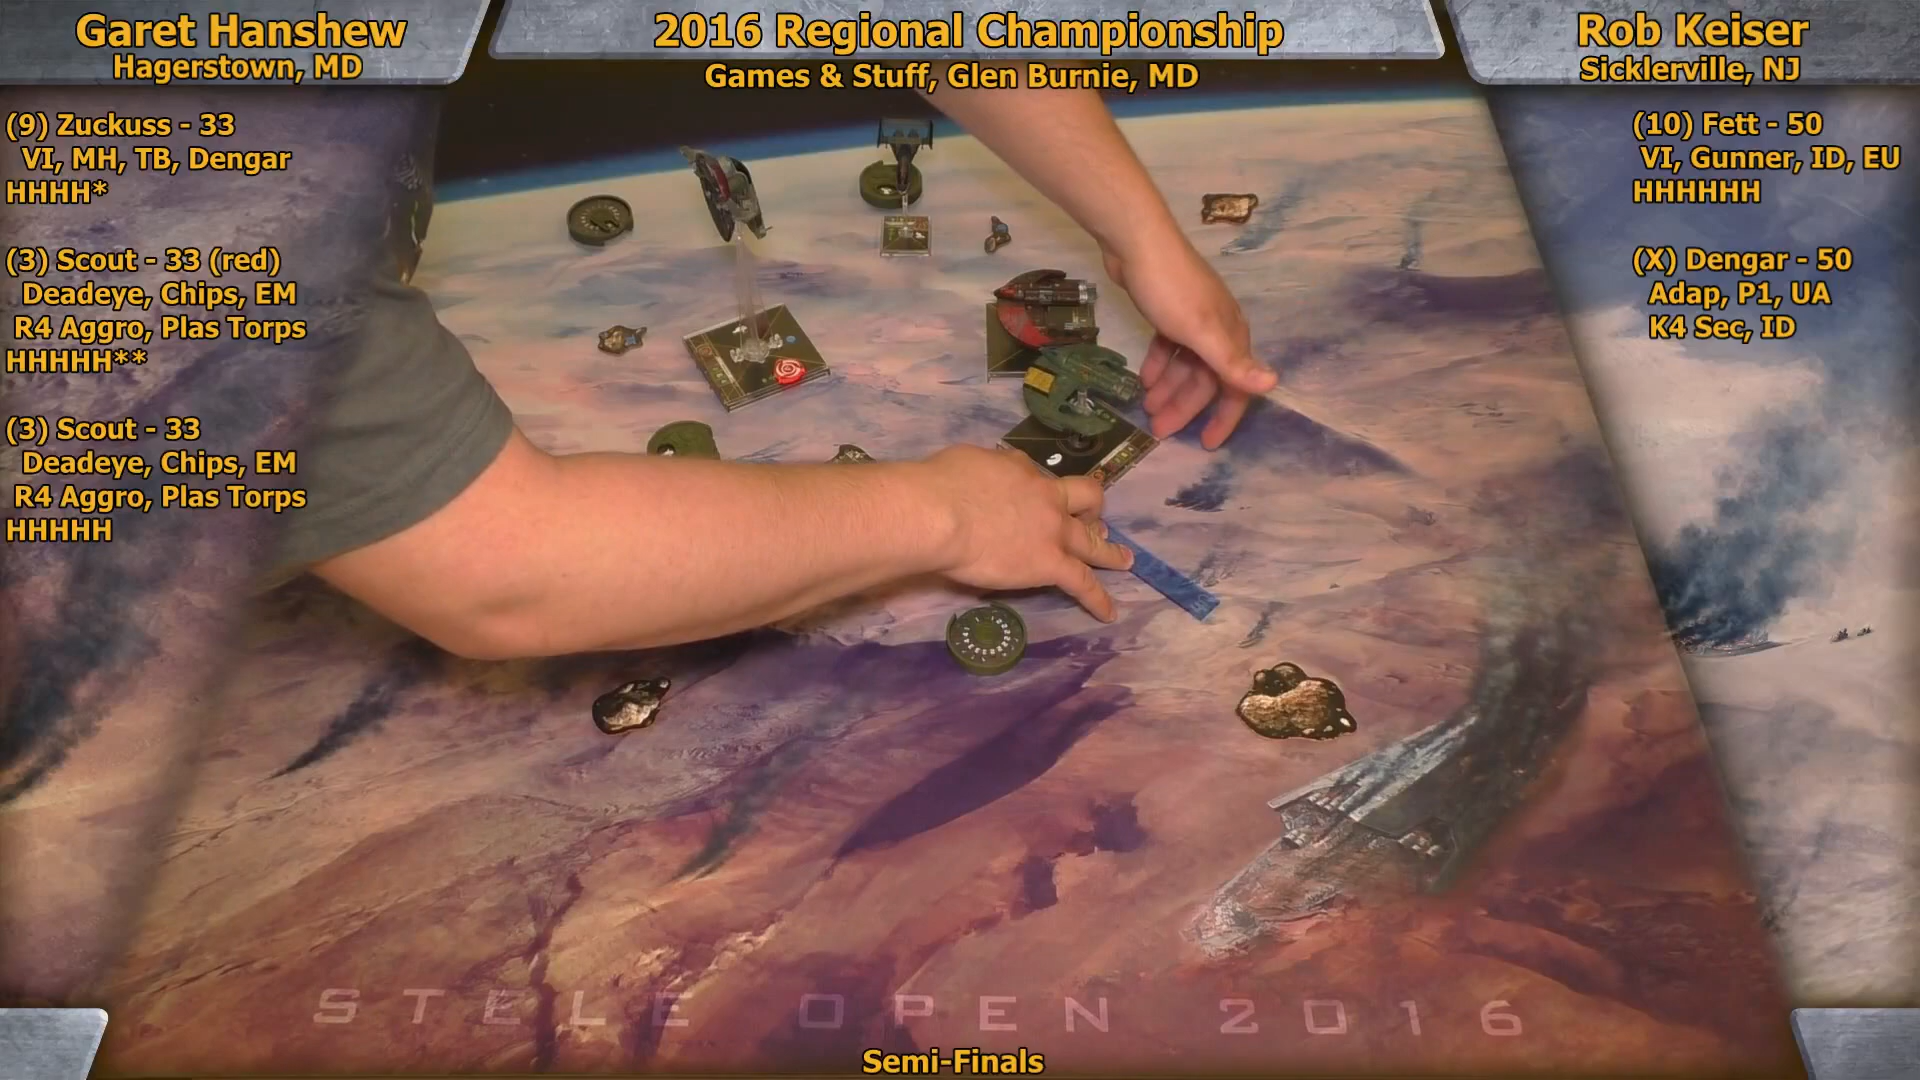 Garet Hanshew
Hagerstown, MD
2016 Regional Championship
Games & Stuff, Glen Burnie, MD
Rob Keiser
Sicklerville, NJ
(9) Zuckuss - 33
VI, MH, TB, Dengar
HHHH*
(3) Scout - 33 (red)
Deadeye, Chips, EM
R4 Aggro, Plas Torps
HHHHH**
(3) Scout - 33
Deadeye, Chips, EM
R4 Aggro, Plas Torps
HHHHH
(10) Fett - 50
VI, Gunner, ID, EU
HHHHHH
(X) Dengar - 50
Adap, P1, UA
K4 Sec, ID
STELE OPEN 2016
Semi-Finals